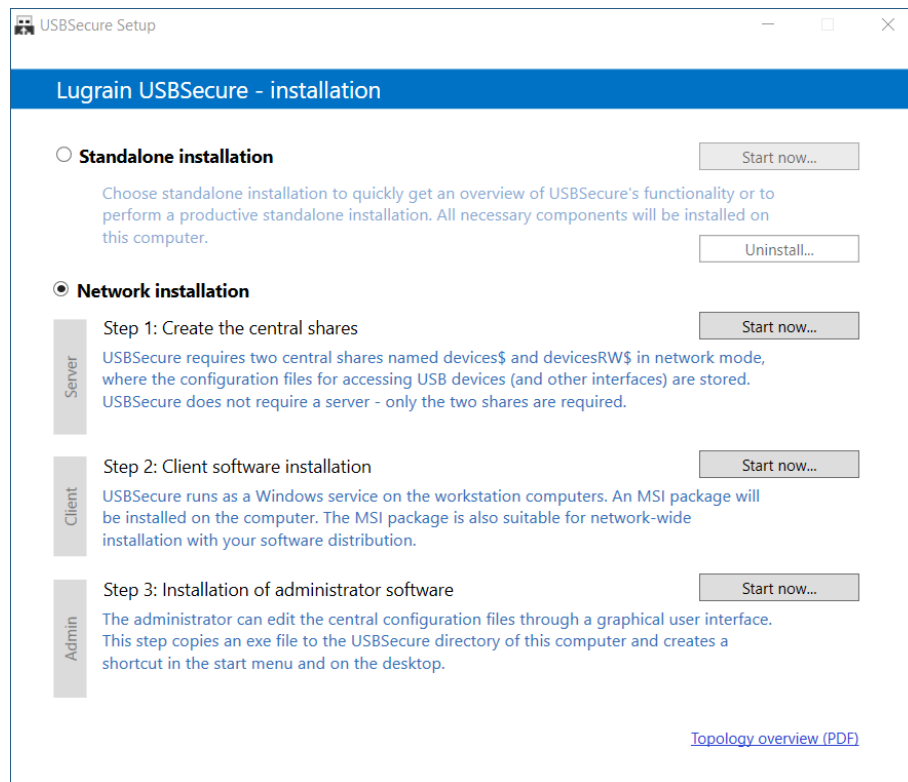 USBSecure Setup
Lugrain USBSecure - installation
Standalone installation
Start now...
Choose standalone installation to quickly get an overview of USBSecure's functionality or to
perform a productive standalone installation. All necessary components will be installed on
this computer.
Uninstall...
Network installation
Server
Step 1: Create the central shares
Start now...
USBSecure requires two central shares named devices$ and devicesRW$ in network mode,
where the configuration files for accessing USB devices (and other interfaces) are stored.
USBSecure does not require a server - only the two shares are required.
Client
Step 2: Client software installation
Start now...
USBSecure runs as a Windows service on the workstation computers. An MSI package will
be installed on the computer. The MSI package is also suitable for network-wide
installation with your software distribution.
Admin
Step 3: Installation of administrator software
Start now...
The administrator can edit the central configuration files through a graphical user interface.
This step copies an exe file to the USBSecure directory of this computer and creates a
shortcut in the start menu and on the desktop.
Topology overview (PDF)